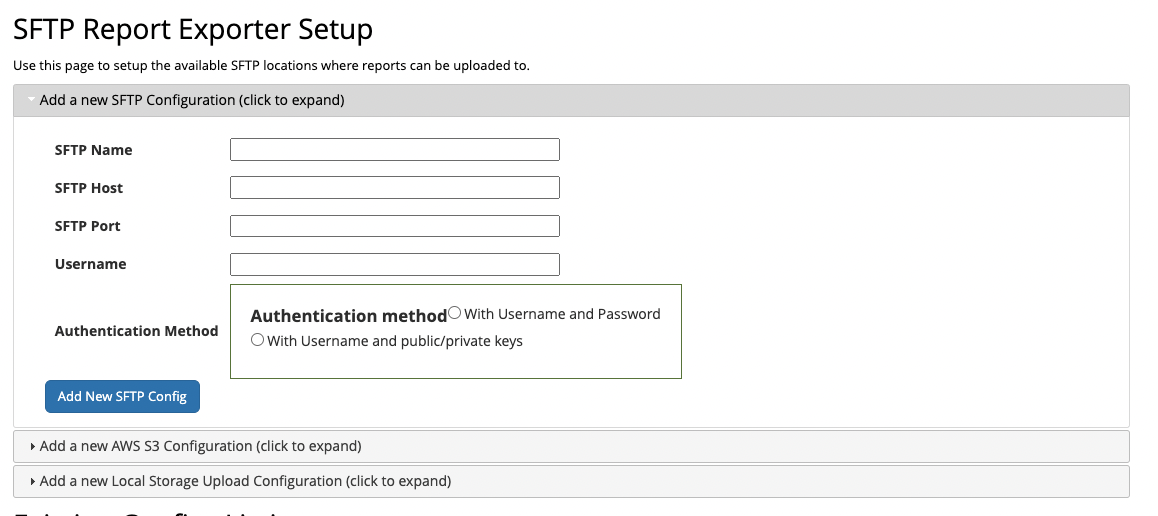 SFTP Report Exporter Setup
Use this page to setup the available SFTP locations where reports can be uploaded to.
Add a new SFTP Configuration (click to expand)
SFTP Name
SFTP Host
SFTP Port
Username
Authentication Method
Authentication method With Username and Password
With Username and public/private keys
Add New SFTP Config
Add a new AWS S3 Configuration (click to expand)
Add a new Local Storage Upload Configuration (click to expand)